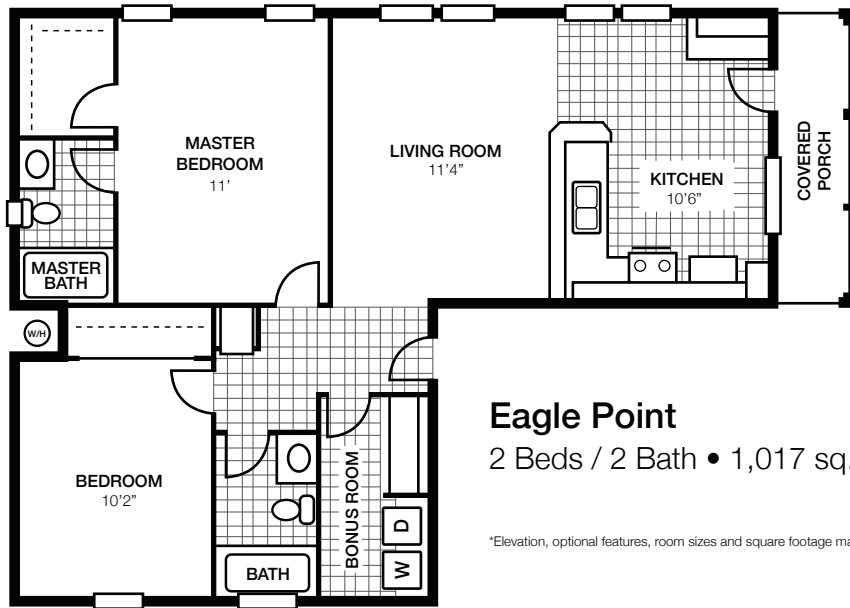 MASTER
BEDROOM
11'
LIVING ROOM
11'4"
KITCHEN
10'6"
COVERED
PORCH
MASTER
BATH
W/H
BEDROOM
10'2"
BATH
BONUS ROOM
D
W
Eagle Point
2 Beds / 2 Bath • 1,017 sq.
*Elevation, optional features, room sizes and square footage